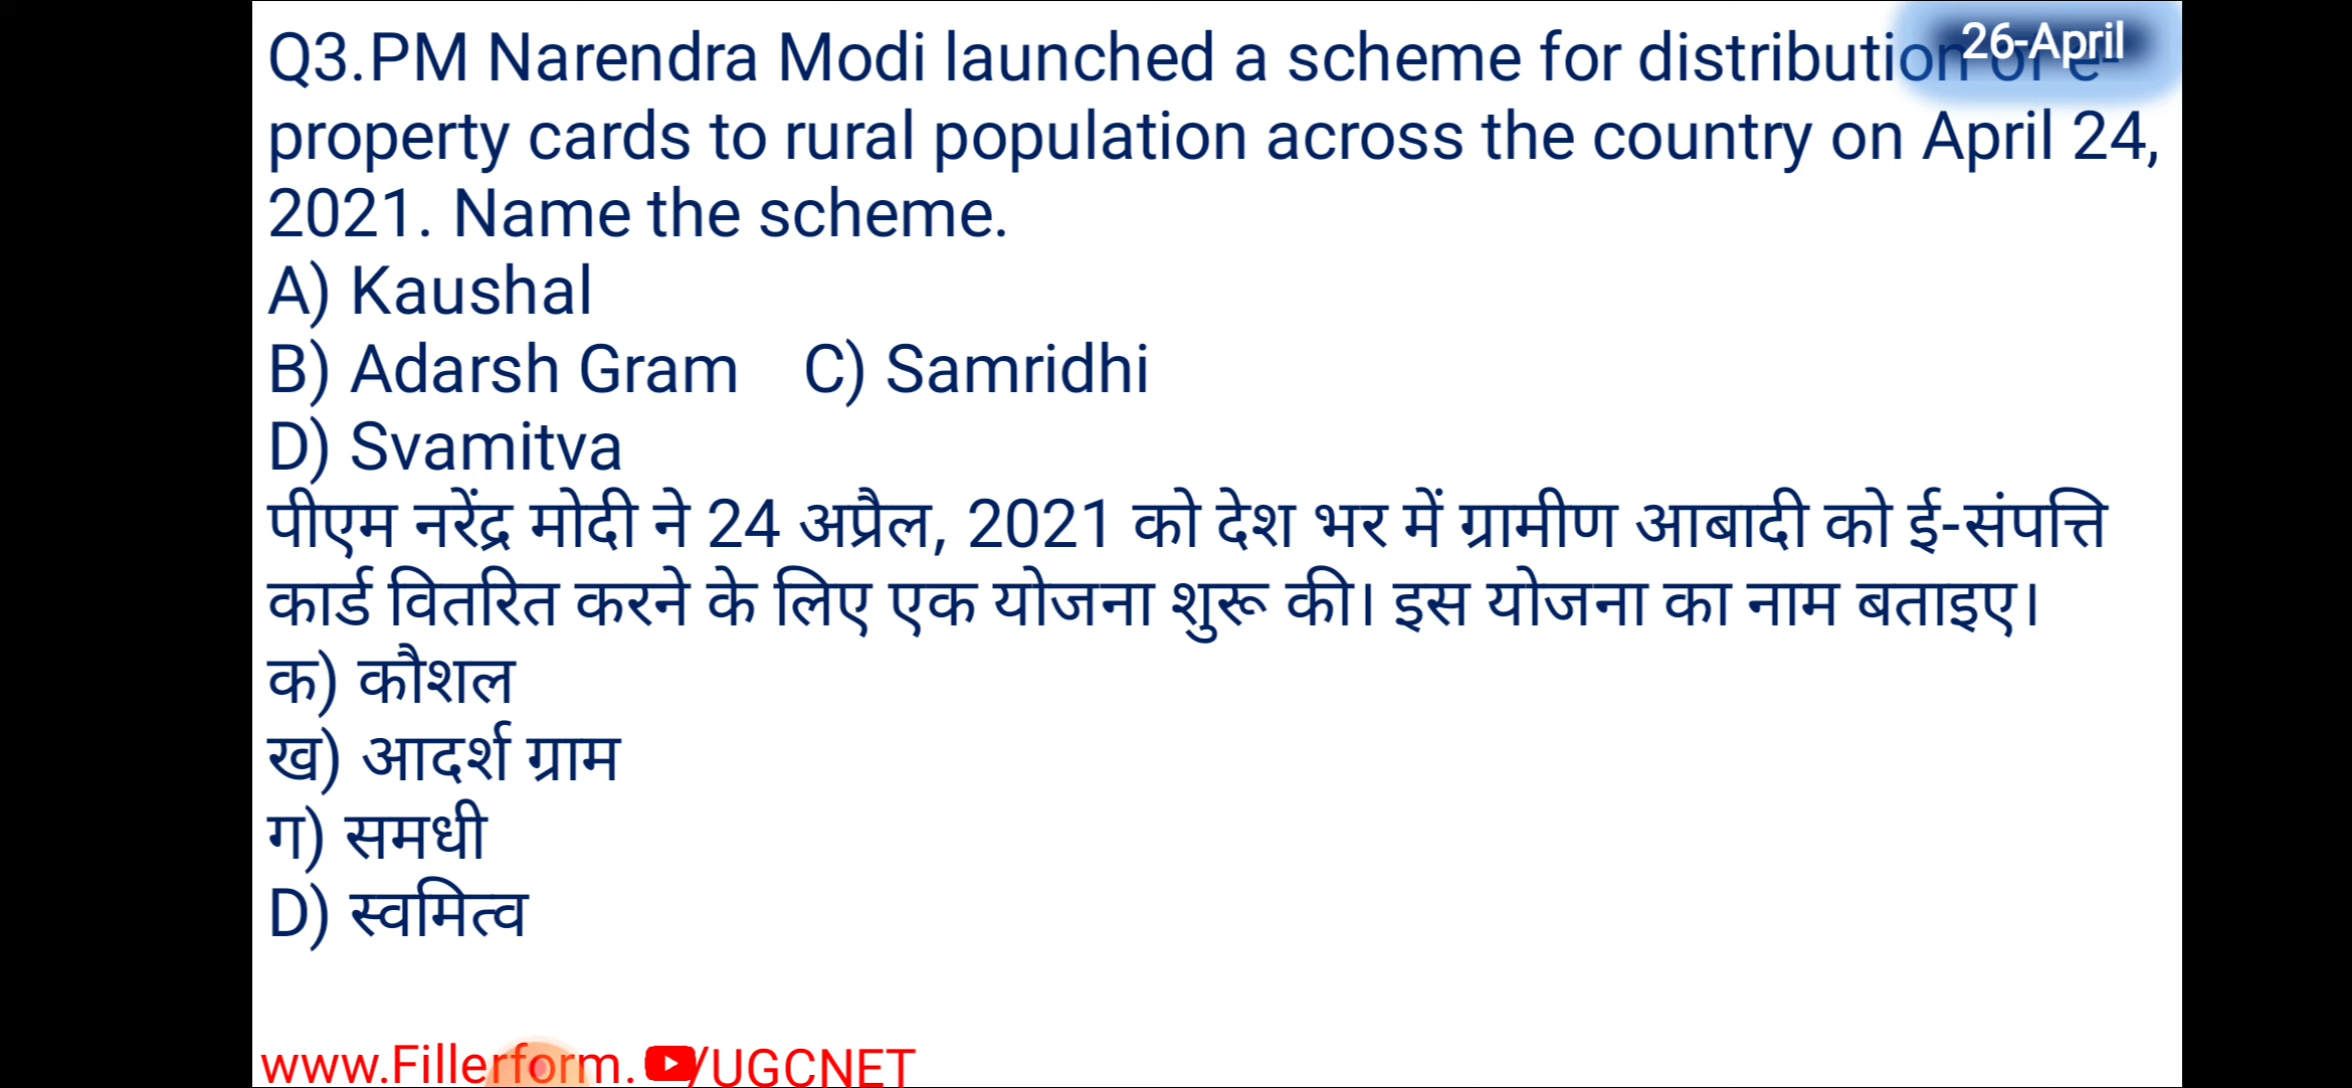 Q3.PM Narendra Modi launched a scheme for distribution of e-
26-April
property cards to rural population across the country on April 24,
2021. Name the scheme.
A) Kaushal
B) Adarsh Gram C) Samridhi
D) Svamitva
पीएम नरेंद्र मोदी ने 24 अप्रैल, 2021 को देश भर में ग्रामीण आबादी को ई-संपत्ति
कार्ड वितरित करने के लिए एक योजना शुरू की। इस योजना का नाम बताइए।
क) कौशल
ख) आदर्श ग्राम
ग) समधी
D) स्वमित्व
www.Fillerform. /UGCNET